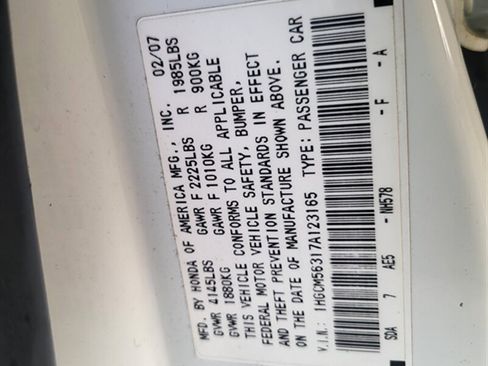 MFD. BY HONDA OF AMERICA MFG., INC. 02/07
GVWR 4145LBS GAWR F 2225LBS R 1985LBS
GVWR 1880KG GAWR F 1010KG R 900KG
THIS VEHICLE CONFORMS TO ALL APPLICABLE
FEDERAL MOTOR VEHICLE SAFETY, BUMPER,
AND THEFT PREVENTION STANDARDS IN EFFECT
ON THE DATE OF MANUFACTURE SHOWN ABOVE.
V.I.N.: 1HGCM56317A123165 TYPE: PASSENGER CAR
SDA 7 AE5 - NH578 - F - A